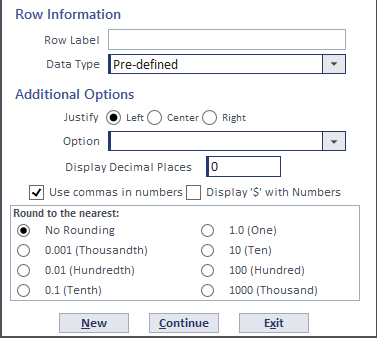 Row Information
Row Label
Data Type Pre-defined
Additional Options
Justify Left Center Right
Option
Display Decimal Places 0
Use commas in numbers Display '$' with Numbers
Round to the nearest:
No Rounding 1.0 (One)
0.001 (Thousandth) 10 (Ten)
0.01 (Hundredth) 100 (Hundred)
0.1 (Tenth) 1000 (Thousand)
New Continue Exit